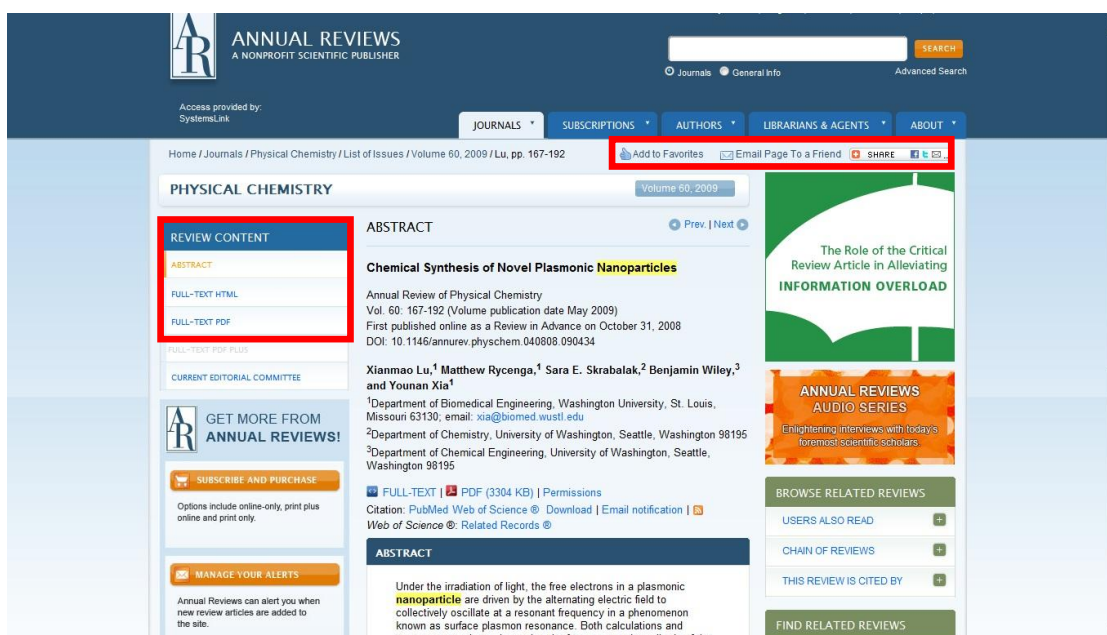 AR
ANNUAL REVIEWS
A NONPROFIT SCIENTIFIC PUBLISHER
SEARCH
Journals General Info
Advanced Search
Access provided by:
SystemsLink
JOURNALS
SUBSCRIPTIONS
AUTHORS
LIBRARIANS & AGENTS
ABOUT
Home / Journals / Physical Chemistry / List of Issues / Volume 60, 2009 / Lu, pp. 167-192
Add to Favorites
Email Page To a Friend
SHARE
PHYSICAL CHEMISTRY
Volume 60, 2009
REVIEW CONTENT
ABSTRACT
FULL-TEXT HTML
FULL-TEXT PDF
FULL-TEXT PDF PLUS
CURRENT EDITORIAL COMMITTEE
AR
GET MORE FROM
ANNUAL REVIEWS!
SUBSCRIBE AND PURCHASE
Options include online-only, print plus
online and print only.
MANAGE YOUR ALERTS
Annual Reviews can alert you when
new review articles are added to
the site.
ABSTRACT
Prev. | Next
Chemical Synthesis of Novel Plasmonic Nanoparticles
Annual Review of Physical Chemistry
Vol. 60: 167-192 (Volume publication date May 2009)
First published online as a Review in Advance on October 31, 2008
DOI: 10.1146/annurev.physchem.040808.090434
Xianmao Lu,1 Matthew Rycenga,1 Sara E. Skrabalak,2 Benjamin Wiley,3
and Younan Xia1
1Department of Biomedical Engineering, Washington University, St. Louis,
Missouri 63130; email: xia@biomed.wustl.edu
2Department of Chemistry, University of Washington, Seattle, Washington 98195
3Department of Chemical Engineering, University of Washington, Seattle,
Washington 98195
FULL-TEXT | PDF (3304 KB) | Permissions
Citation: PubMed Web of Science ® Download | Email notification |
Web of Science ®: Related Records ®
ABSTRACT
Under the irradiation of light, the free electrons in a plasmonic
nanoparticle are driven by the alternating electric field to
collectively oscillate at a resonant frequency in a phenomenon
known as surface plasmon resonance. Both calculations and
The Role of the Critical
Review Article in Alleviating
INFORMATION OVERLOAD
ANNUAL REVIEWS
AUDIO SERIES
Enlightening interviews with today's
foremost scientific scholars.
BROWSE RELATED REVIEWS
USERS ALSO READ
CHAIN OF REVIEWS
THIS REVIEW IS CITED BY
FIND RELATED REVIEWS